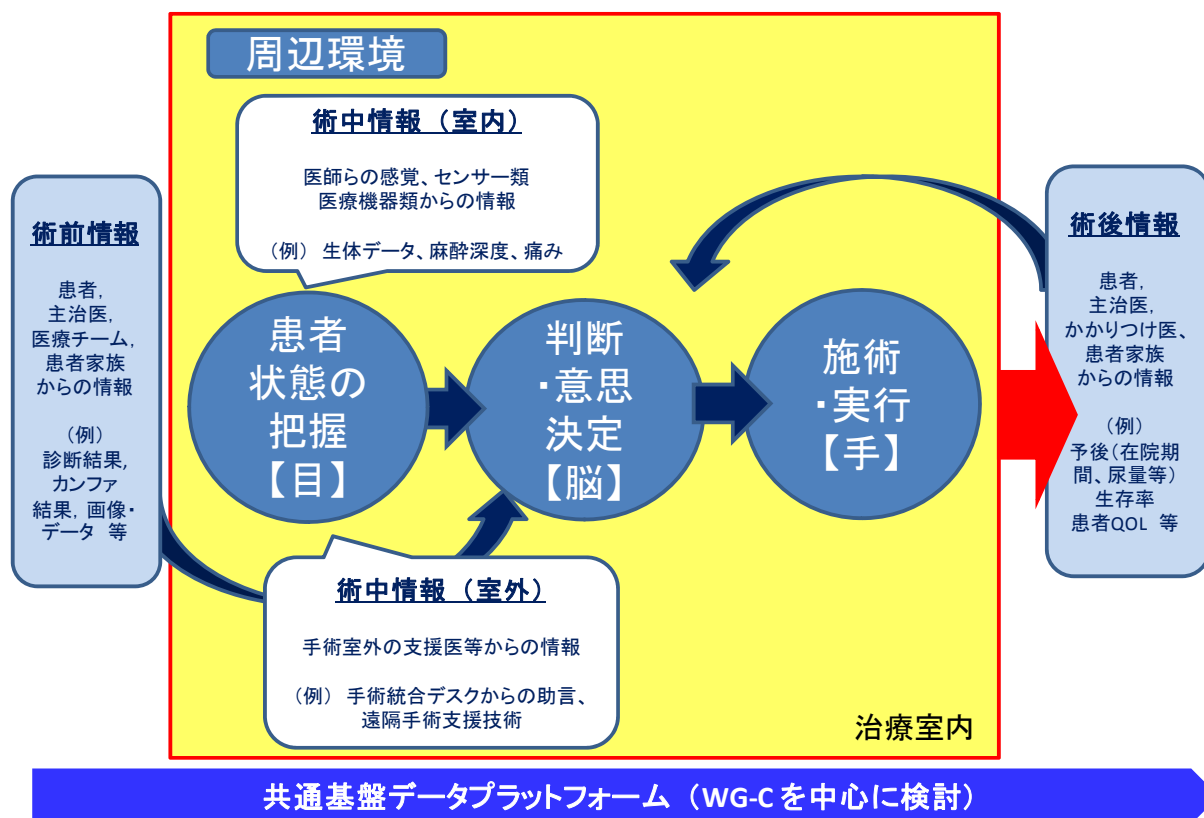 周辺環境
術中情報（室内）
医師らの感覚、センサー類
医療機器類からの情報
（例） 生体データ、麻酔深度、痛み
術前情報
患者,
主治医,
医療チーム,
患者家族
からの情報
（例）
診断結果,
カンファ
結果, 画像・
データ 等
患者
状態の
把握
【目】
判断
・意思
決定
【脳】
施術
・実行
【手】
術後情報
患者,
主治医,
かかりつけ医、
患者家族
からの情報
（例）
予後（在院期
間、尿量等）
生存率
患者QOL 等
術中情報（室外）
手術室外の支援医等からの情報
（例） 手術統合デスクからの助言、
遠隔手術支援技術
治療室内
共通基盤データプラットフォーム（WG-Cを中心に検討）